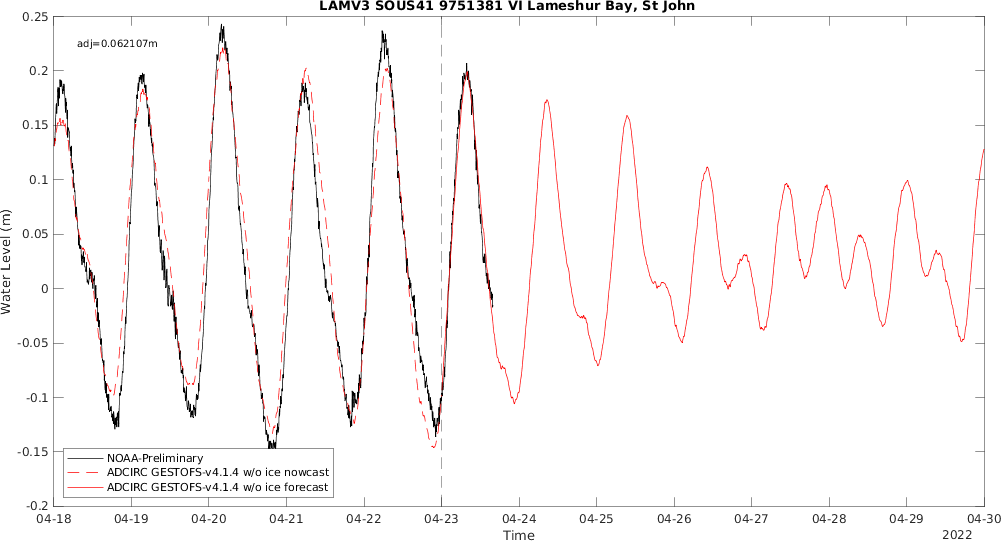 LAMV3 SOUS41 9751381 VI Lameshur Bay, St John
adj=0.062107m
0.25
0.2
0.15
0.1
0.05
0
-0.05
-0.1
-0.15
-0.2
Water Level (m)
NOAA-Preliminary
ADCIRC GESTOFS-v4.1.4 w/o ice nowcast
ADCIRC GESTOFS-v4.1.4 w/o ice forecast
04-18 04-19 04-20 04-21 04-22 04-23 04-24 04-25 04-26 04-27 04-28 04-29 04-30
Time
2022